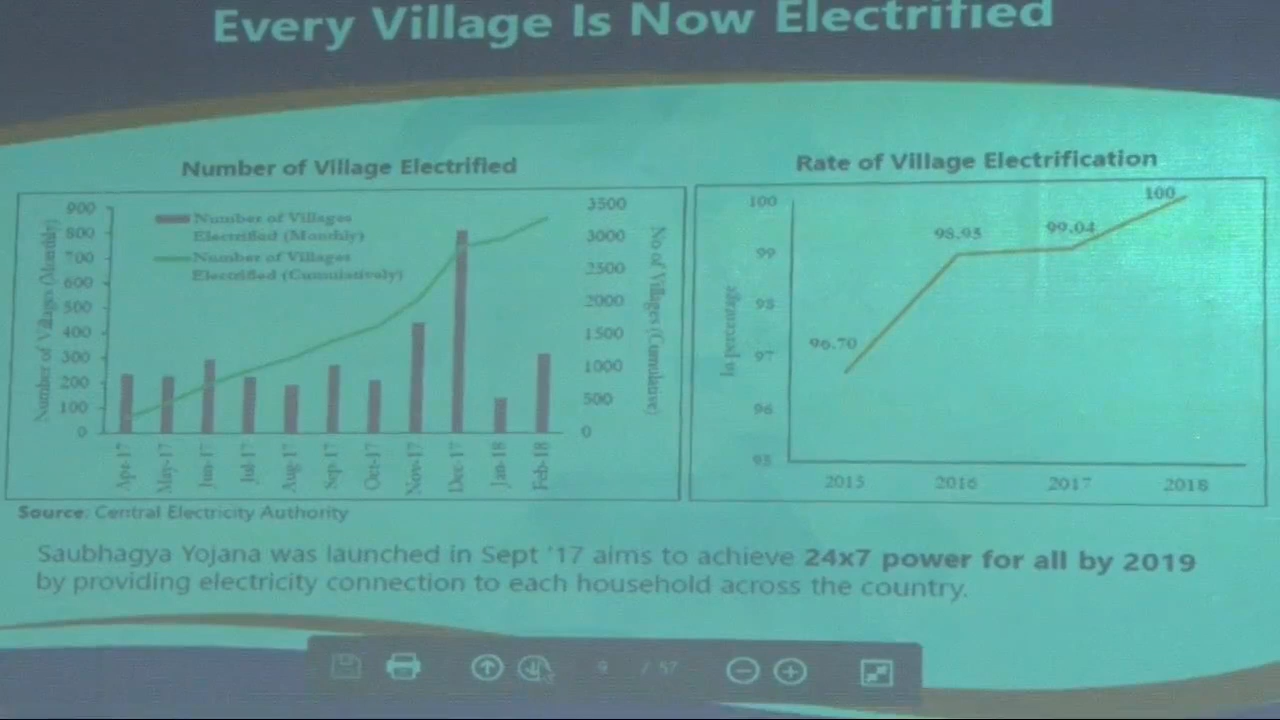 Every Village Is Now Electrified
Number of Village Electrified
Rate of Village Electrification
Number of Villages (Monthly)
900
800
700
600
500
400
300
200
100
0
Number of Villages
Electrified (Monthly)
Number of Villages
Electrified (Cumulatively)
3500
3000
2500
2000
1500
1000
500
0
No of Villages (Cumulative)
Apr-17
May-17
Jun-17
Jul-17
Aug-17
Sep-17
Oct-17
Nov-17
Dec-17
Jan-18
Feb-18
In percentage
100
99
98
97
96
95
96.70
98.95
99.04
100
2015
2016
2017
2018
Source: Central Electricity Authority
Saubhagya Yojana was launched in Sept '17 aims to achieve 24x7 power for all by 2019
by providing electricity connection to each household across the country.
9 / 57